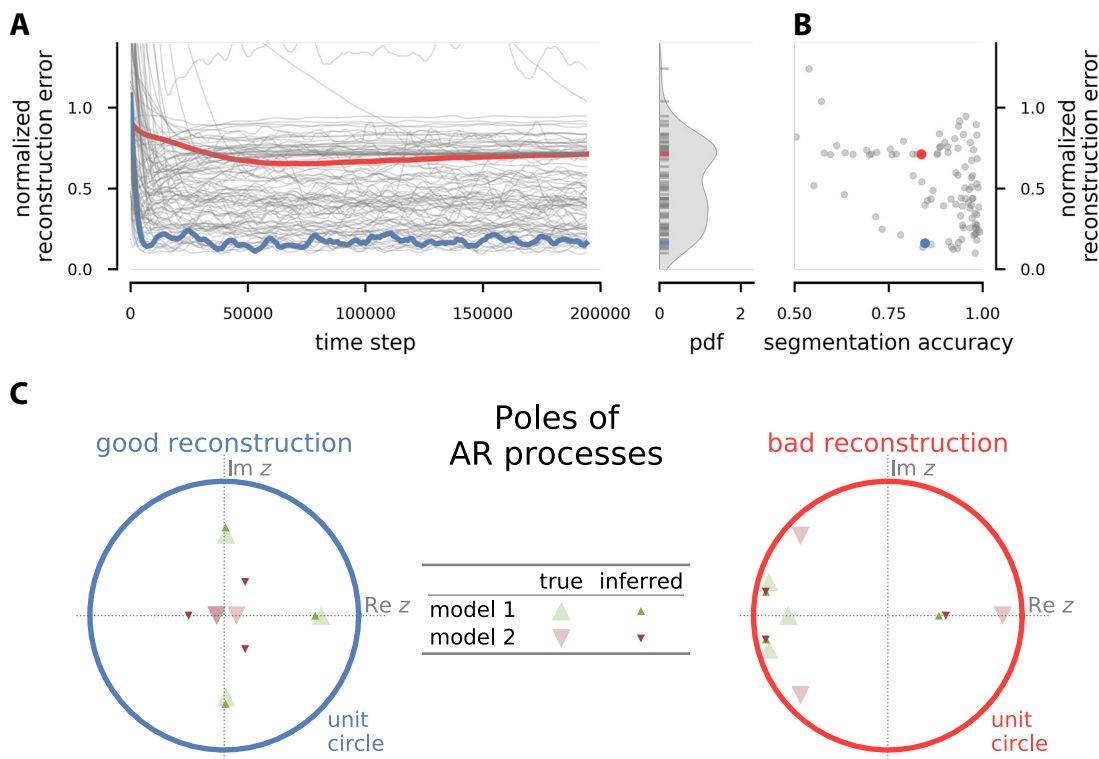 A
B
normalized
reconstruction error
1.0
0.5
0.0
0
50000
100000
150000
200000
time step
0
2
pdf
0.50
0.75
1.00
segmentation accuracy
1.0
0.5
0.0
normalized
reconstruction error
C
Poles of
AR processes
good reconstruction
Im z
Re z
unit
circle
true inferred
model 1
model 2
bad reconstruction
Im z
Re z
unit
circle